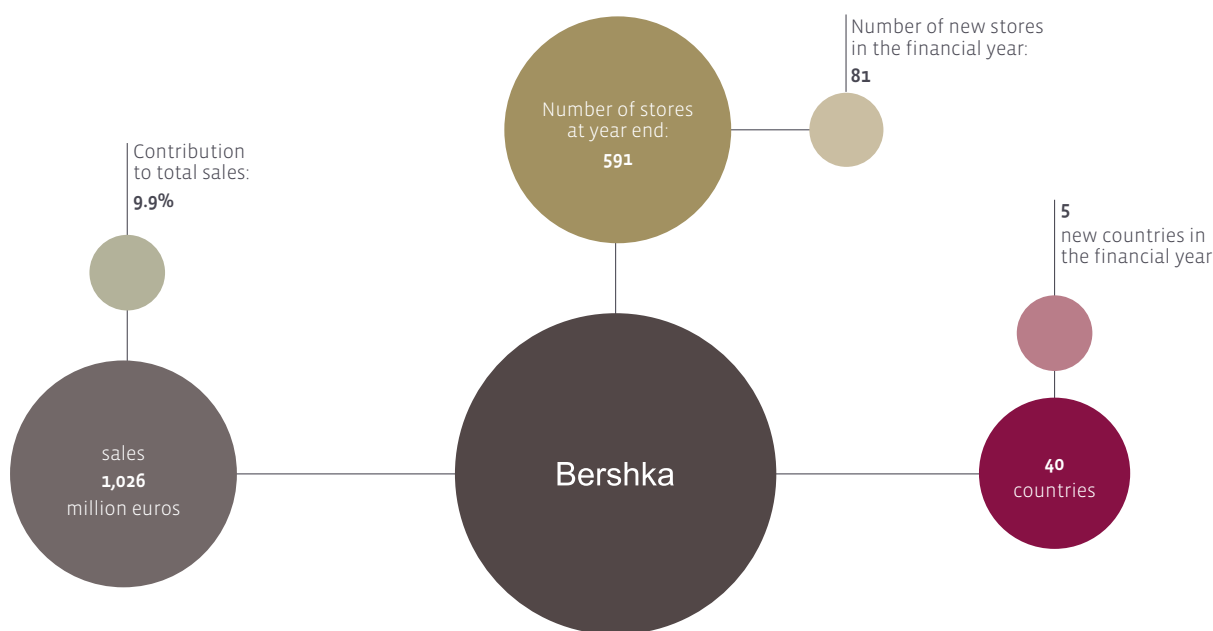 Number of new stores
in the financial year:
81
Number of stores
at year end:
591
Contribution
to total sales:
9.9%
5
new countries in
the financial year
sales
1,026
million euros
Bershka
40
countries